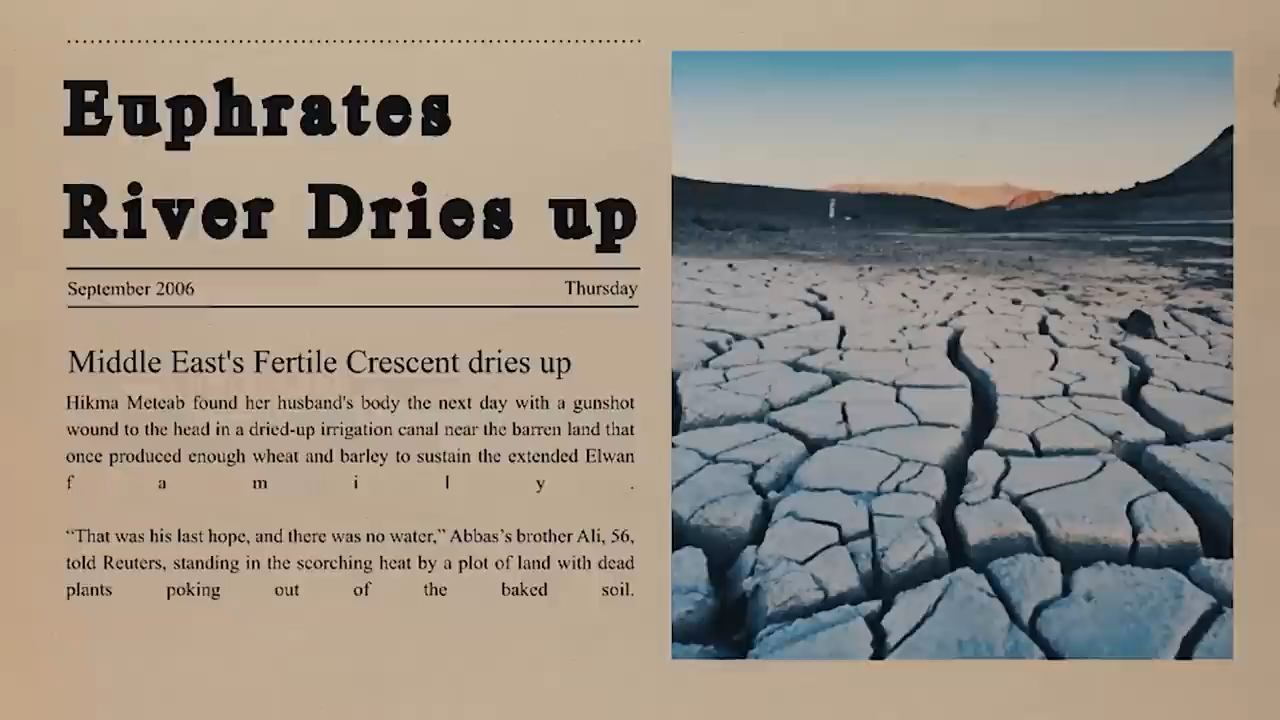 Euphrates
River Dries up
September 2006 Thursday
Middle East's Fertile Crescent dries up
Hikma Meteab found her husband's body the next day with a gunshot
wound to the head in a dried-up irrigation canal near the barren land that
once produced enough wheat and barley to sustain the extended Elwan
f a m i l y .
“That was his last hope, and there was no water,” Abbas’s brother Ali, 56,
told Reuters, standing in the scorching heat by a plot of land with dead
plants poking out of the baked soil.